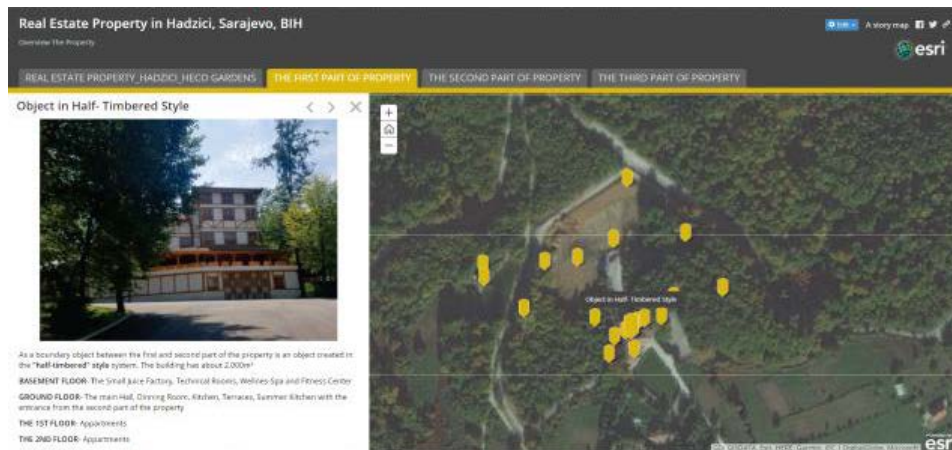 Real Estate Property in Hadzici, Sarajevo, BIH
Overview The Property
Edit
A story map
esri
REAL ESTATE PROPERTY_HADZICI_HECO GARDENS
THE FIRST PART OF PROPERTY
THE SECOND PART OF PROPERTY
THE THIRD PART OF PROPERTY
Object in Half- Timbered Style
Object in Half- Timbered Style
As a boundary object between the first and second part of the property is an object created in
the "half-timbered" style system. The building has about 2,000m²
BASEMENT FLOOR- The Small Juice Factory, Technical Rooms, Wellnes-Spa and Fitness Center
GROUND FLOOR- The main Hall, Dinning Room, Kitchen, Terraces, Summer Kitchen with the
entrance from the second part of the property
THE 1ST FLOOR- Appartments
THE 2ND FLOOR- Appartments
esri